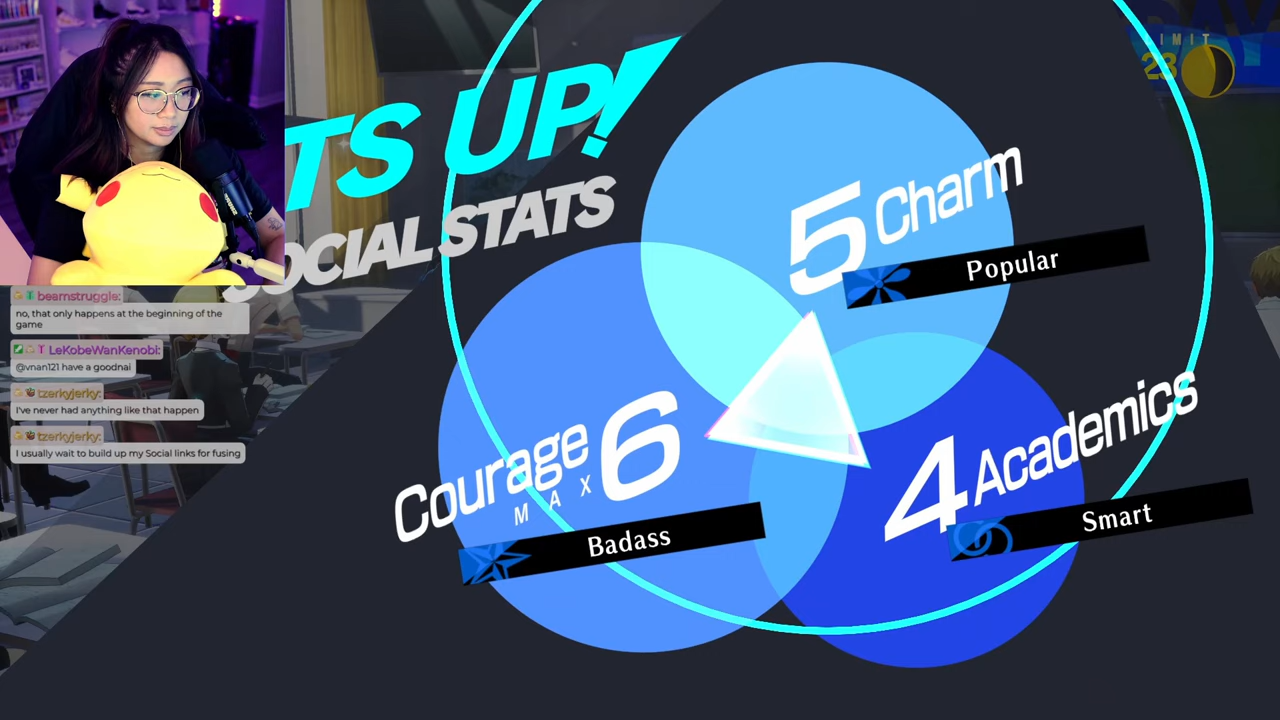 TS UP!
SOCIAL STATS
IMIT
23
5 Charm
Popular
Courage 6
MAX
Badass
4 Academics
Smart
beamstruggle:
no, that only happens at the beginning of the
game
LeKobeWanKenobi:
@vnan121 have a goodnai
tzerkyjerky:
I've never had anything like that happen
tzerkyjerky:
I usually wait to build up my Social links for fusing